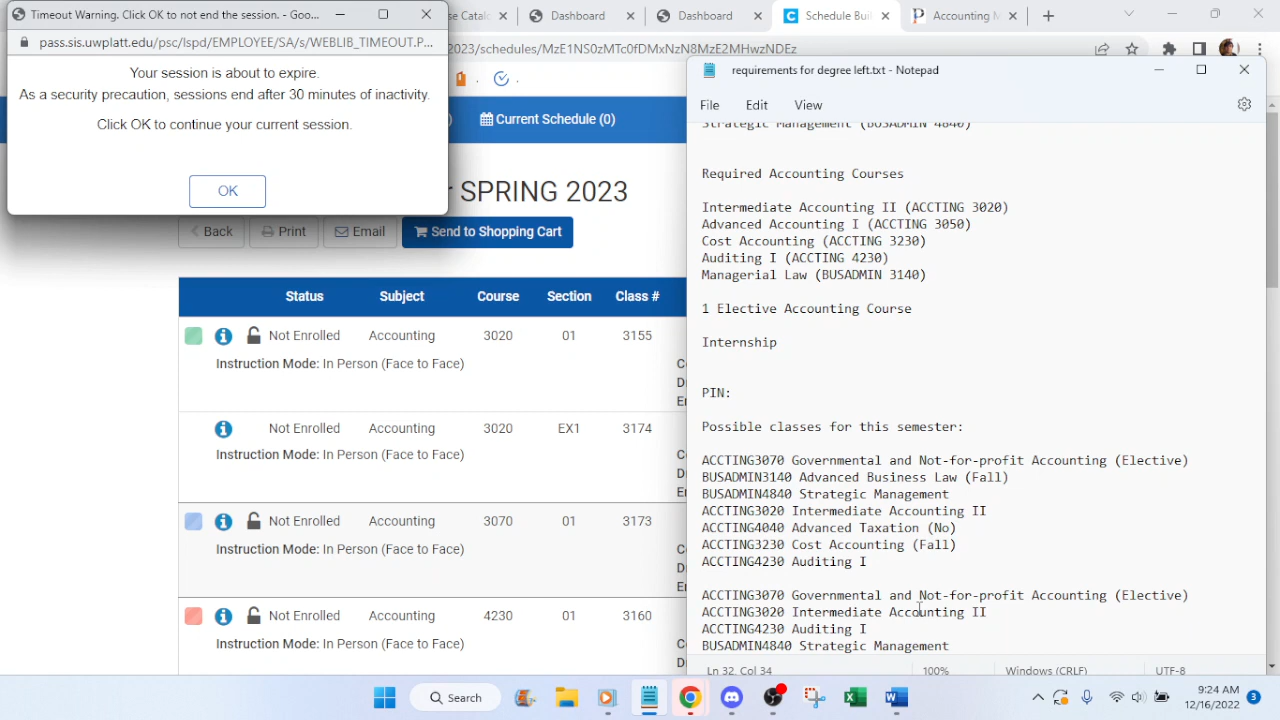 Timeout Warning. Click OK to not end the session. - Goo...
pass.sis.uwplatt.edu/psc/lspd/EMPLOYEE/SA/s/WEBLIB_TIMEOUT.P...
Your session is about to expire.
As a security precaution, sessions end after 30 minutes of inactivity.
Click OK to continue your current session.
OK
se Catalo
Dashboard
Dashboard
Schedule Bui
Accounting M
2023/schedules/MzE1NS0zMTc0fDMxNzN8MzE2MHwzNDEz
Current Schedule (0)
SPRING 2023
Back
Print
Email
Send to Shopping Cart
Status Subject Course Section Class #
Not Enrolled Accounting 3020 01 3155
Instruction Mode: In Person (Face to Face)
Not Enrolled Accounting 3020 EX1 3174
Instruction Mode: In Person (Face to Face)
Not Enrolled Accounting 3070 01 3173
Instruction Mode: In Person (Face to Face)
Not Enrolled Accounting 4230 01 3160
Instruction Mode: In Person (Face to Face)
requirements for degree left.txt - Notepad
File Edit View
Strategic Management (BUSADMIN 4840)
Required Accounting Courses
Intermediate Accounting II (ACCTING 3020)
Advanced Accounting I (ACCTING 3050)
Cost Accounting (ACCTING 3230)
Auditing I (ACCTING 4230)
Managerial Law (BUSADMIN 3140)
1 Elective Accounting Course
Internship
PIN:
Possible classes for this semester:
ACCTING3070 Governmental and Not-for-profit Accounting (Elective)
BUSADMIN3140 Advanced Business Law (Fall)
BUSADMIN4840 Strategic Management
ACCTING3020 Intermediate Accounting II
ACCTING4040 Advanced Taxation (No)
ACCTING3230 Cost Accounting (Fall)
ACCTING4230 Auditing I
ACCTING3070 Governmental and Not-for-profit Accounting (Elective)
ACCTING3020 Intermediate Accounting II
ACCTING4230 Auditing I
BUSADMIN4840 Strategic Management
Ln 32, Col 34 100% Windows (CRLF) UTF-8
Search
9:24 AM
12/16/2022
3